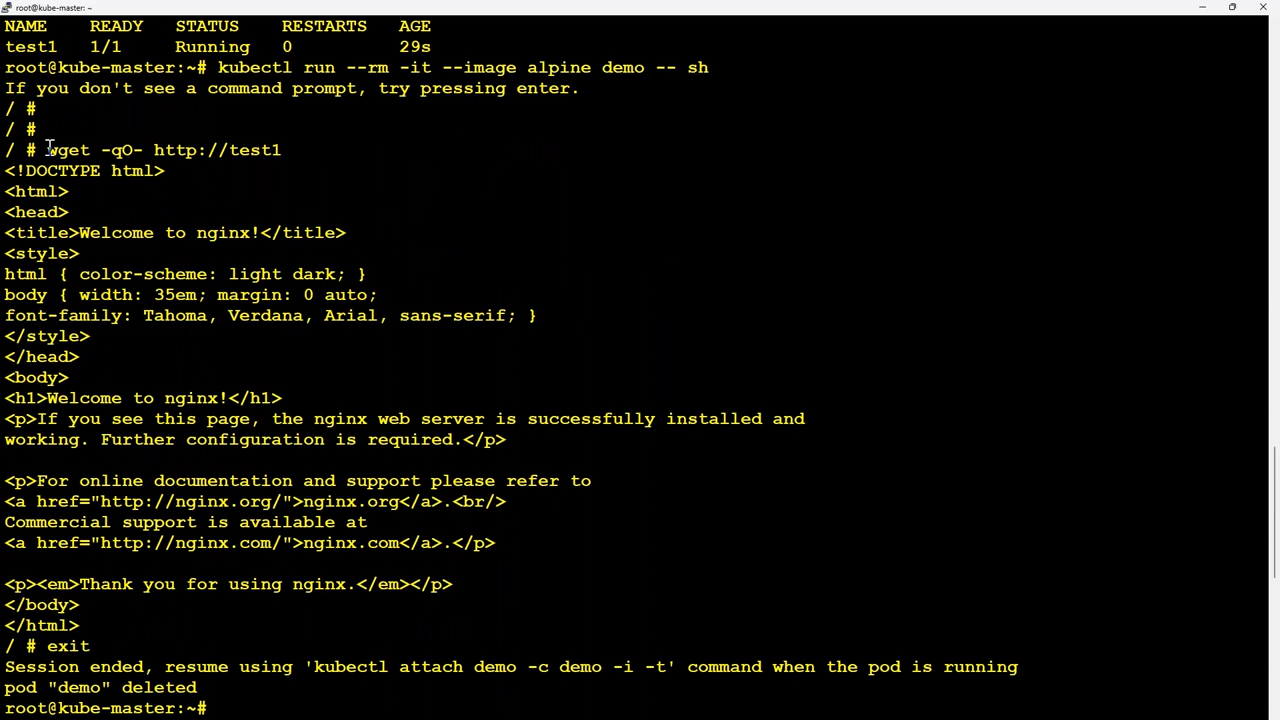 root@kube-master: ~
NAME    READY   STATUS    RESTARTS   AGE
test1   1/1     Running   0          29s
root@kube-master:~# kubectl run --rm -it --image alpine demo -- sh
If you don't see a command prompt, try pressing enter.
/ #
/ #
/ # wget -qO- http://test1
<!DOCTYPE html>
<html>
<head>
<title>Welcome to nginx!</title>
<style>
html { color-scheme: light dark; }
body { width: 35em; margin: 0 auto;
font-family: Tahoma, Verdana, Arial, sans-serif; }
</style>
</head>
<body>
<h1>Welcome to nginx!</h1>
<p>If you see this page, the nginx web server is successfully installed and
working. Further configuration is required.</p>

<p>For online documentation and support please refer to
<a href="http://nginx.org/">nginx.org</a>.<br/>
Commercial support is available at
<a href="http://nginx.com/">nginx.com</a>.</p>

<p><em>Thank you for using nginx.</em></p>
</body>
</html>
/ # exit
Session ended, resume using 'kubectl attach demo -c demo -i -t' command when the pod is running
pod "demo" deleted
root@kube-master:~#